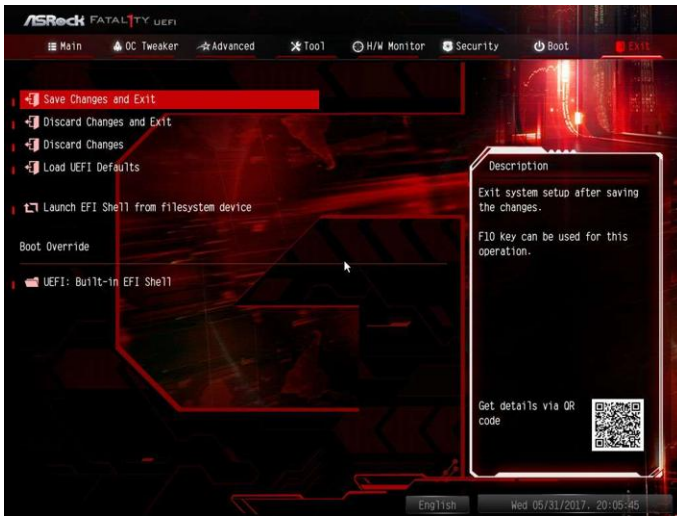 ASRock FATAL1TY UEFI
Main OC Tweaker Advanced Tool H/W Monitor Security Boot Exit
Save Changes and Exit
Discard Changes and Exit
Discard Changes
Load UEFI Defaults
Launch EFI Shell from filesystem device
Boot Override
UEFI: Built-in EFI Shell
Description
Exit system setup after saving
the changes.
F10 key can be used for this
operation.
Get details via QR
code
English
Wed 05/31/2017. 20:05:45